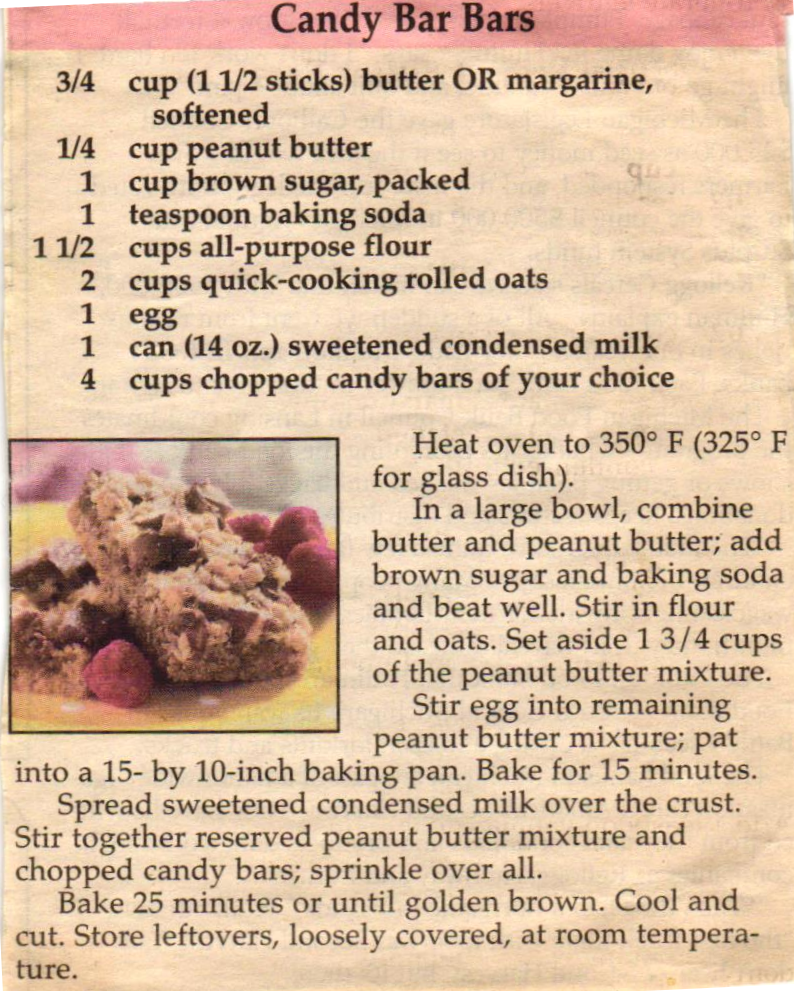 Candy Bar Bars
3/4 cup (1 1/2 sticks) butter OR margarine,
softened
1/4 cup peanut butter
1 cup brown sugar, packed
1 teaspoon baking soda
1 1/2 cups all-purpose flour
2 cups quick-cooking rolled oats
1 egg
1 can (14 oz.) sweetened condensed milk
4 cups chopped candy bars of your choice
Heat oven to 350° F (325° F
for glass dish).
In a large bowl, combine
butter and peanut butter; add
brown sugar and baking soda
and beat well. Stir in flour
and oats. Set aside 1 3/4 cups
of the peanut butter mixture.
Stir egg into remaining
peanut butter mixture; pat
into a 15- by 10-inch baking pan. Bake for 15 minutes.
Spread sweetened condensed milk over the crust.
Stir together reserved peanut butter mixture and
chopped candy bars; sprinkle over all.
Bake 25 minutes or until golden brown. Cool and
cut. Store leftovers, loosely covered, at room tempera-
ture.